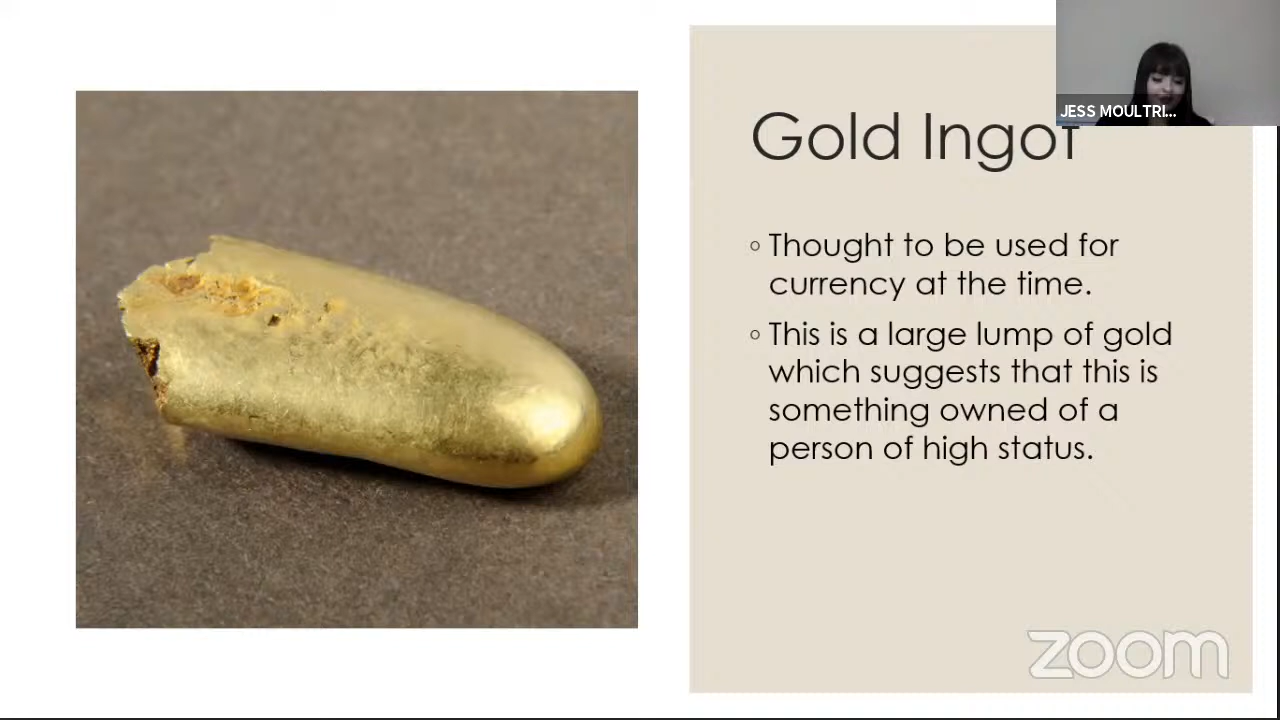 JESS MOULTRI...
Gold Ingot
◦ Thought to be used for
currency at the time.
◦ This is a large lump of gold
which suggests that this is
something owned of a
person of high status.
zoom